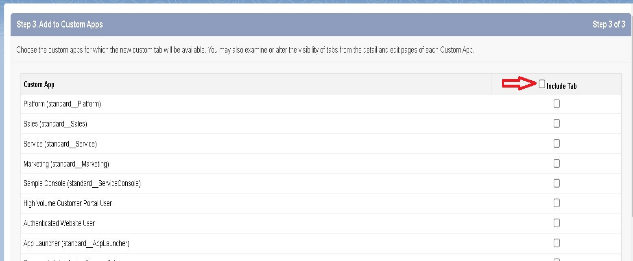 Step 3. Add to Custom Apps
Step 3 of 3
Choose the custom apps for which the new custom tab will be available. You may also examine or alter the visibility of tabs from the detail and edit pages of each Custom App.
Custom App
Include Tab
Platform (standard__Platform)
Sales (standard__Sales)
Service (standard__Service)
Marketing (standard__Marketing)
Sample Console (standard__ServiceConsole)
High Volume Customer Portal User
Authenticated Website User
App Launcher (standard__AppLauncher)